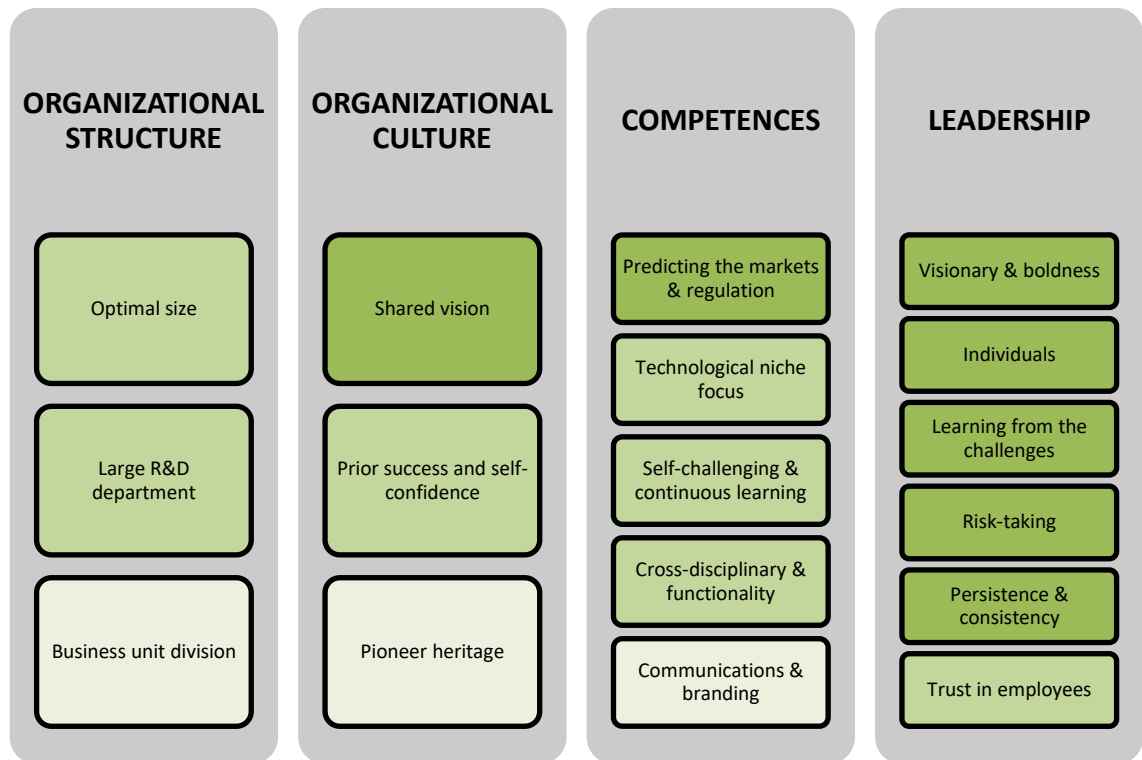 ORGANIZATIONAL
STRUCTURE
Optimal size
Large R&D
department
Business unit division
ORGANIZATIONAL
CULTURE
Shared vision
Prior success and self-
confidence
Pioneer heritage
COMPETENCES
Predicting the markets
& regulation
Technological niche
focus
Self-challenging &
continuous learning
Cross-disciplinary &
functionality
Communications &
branding
LEADERSHIP
Visionary & boldness
Individuals
Learning from the
challenges
Risk-taking
Persistence &
consistency
Trust in employees